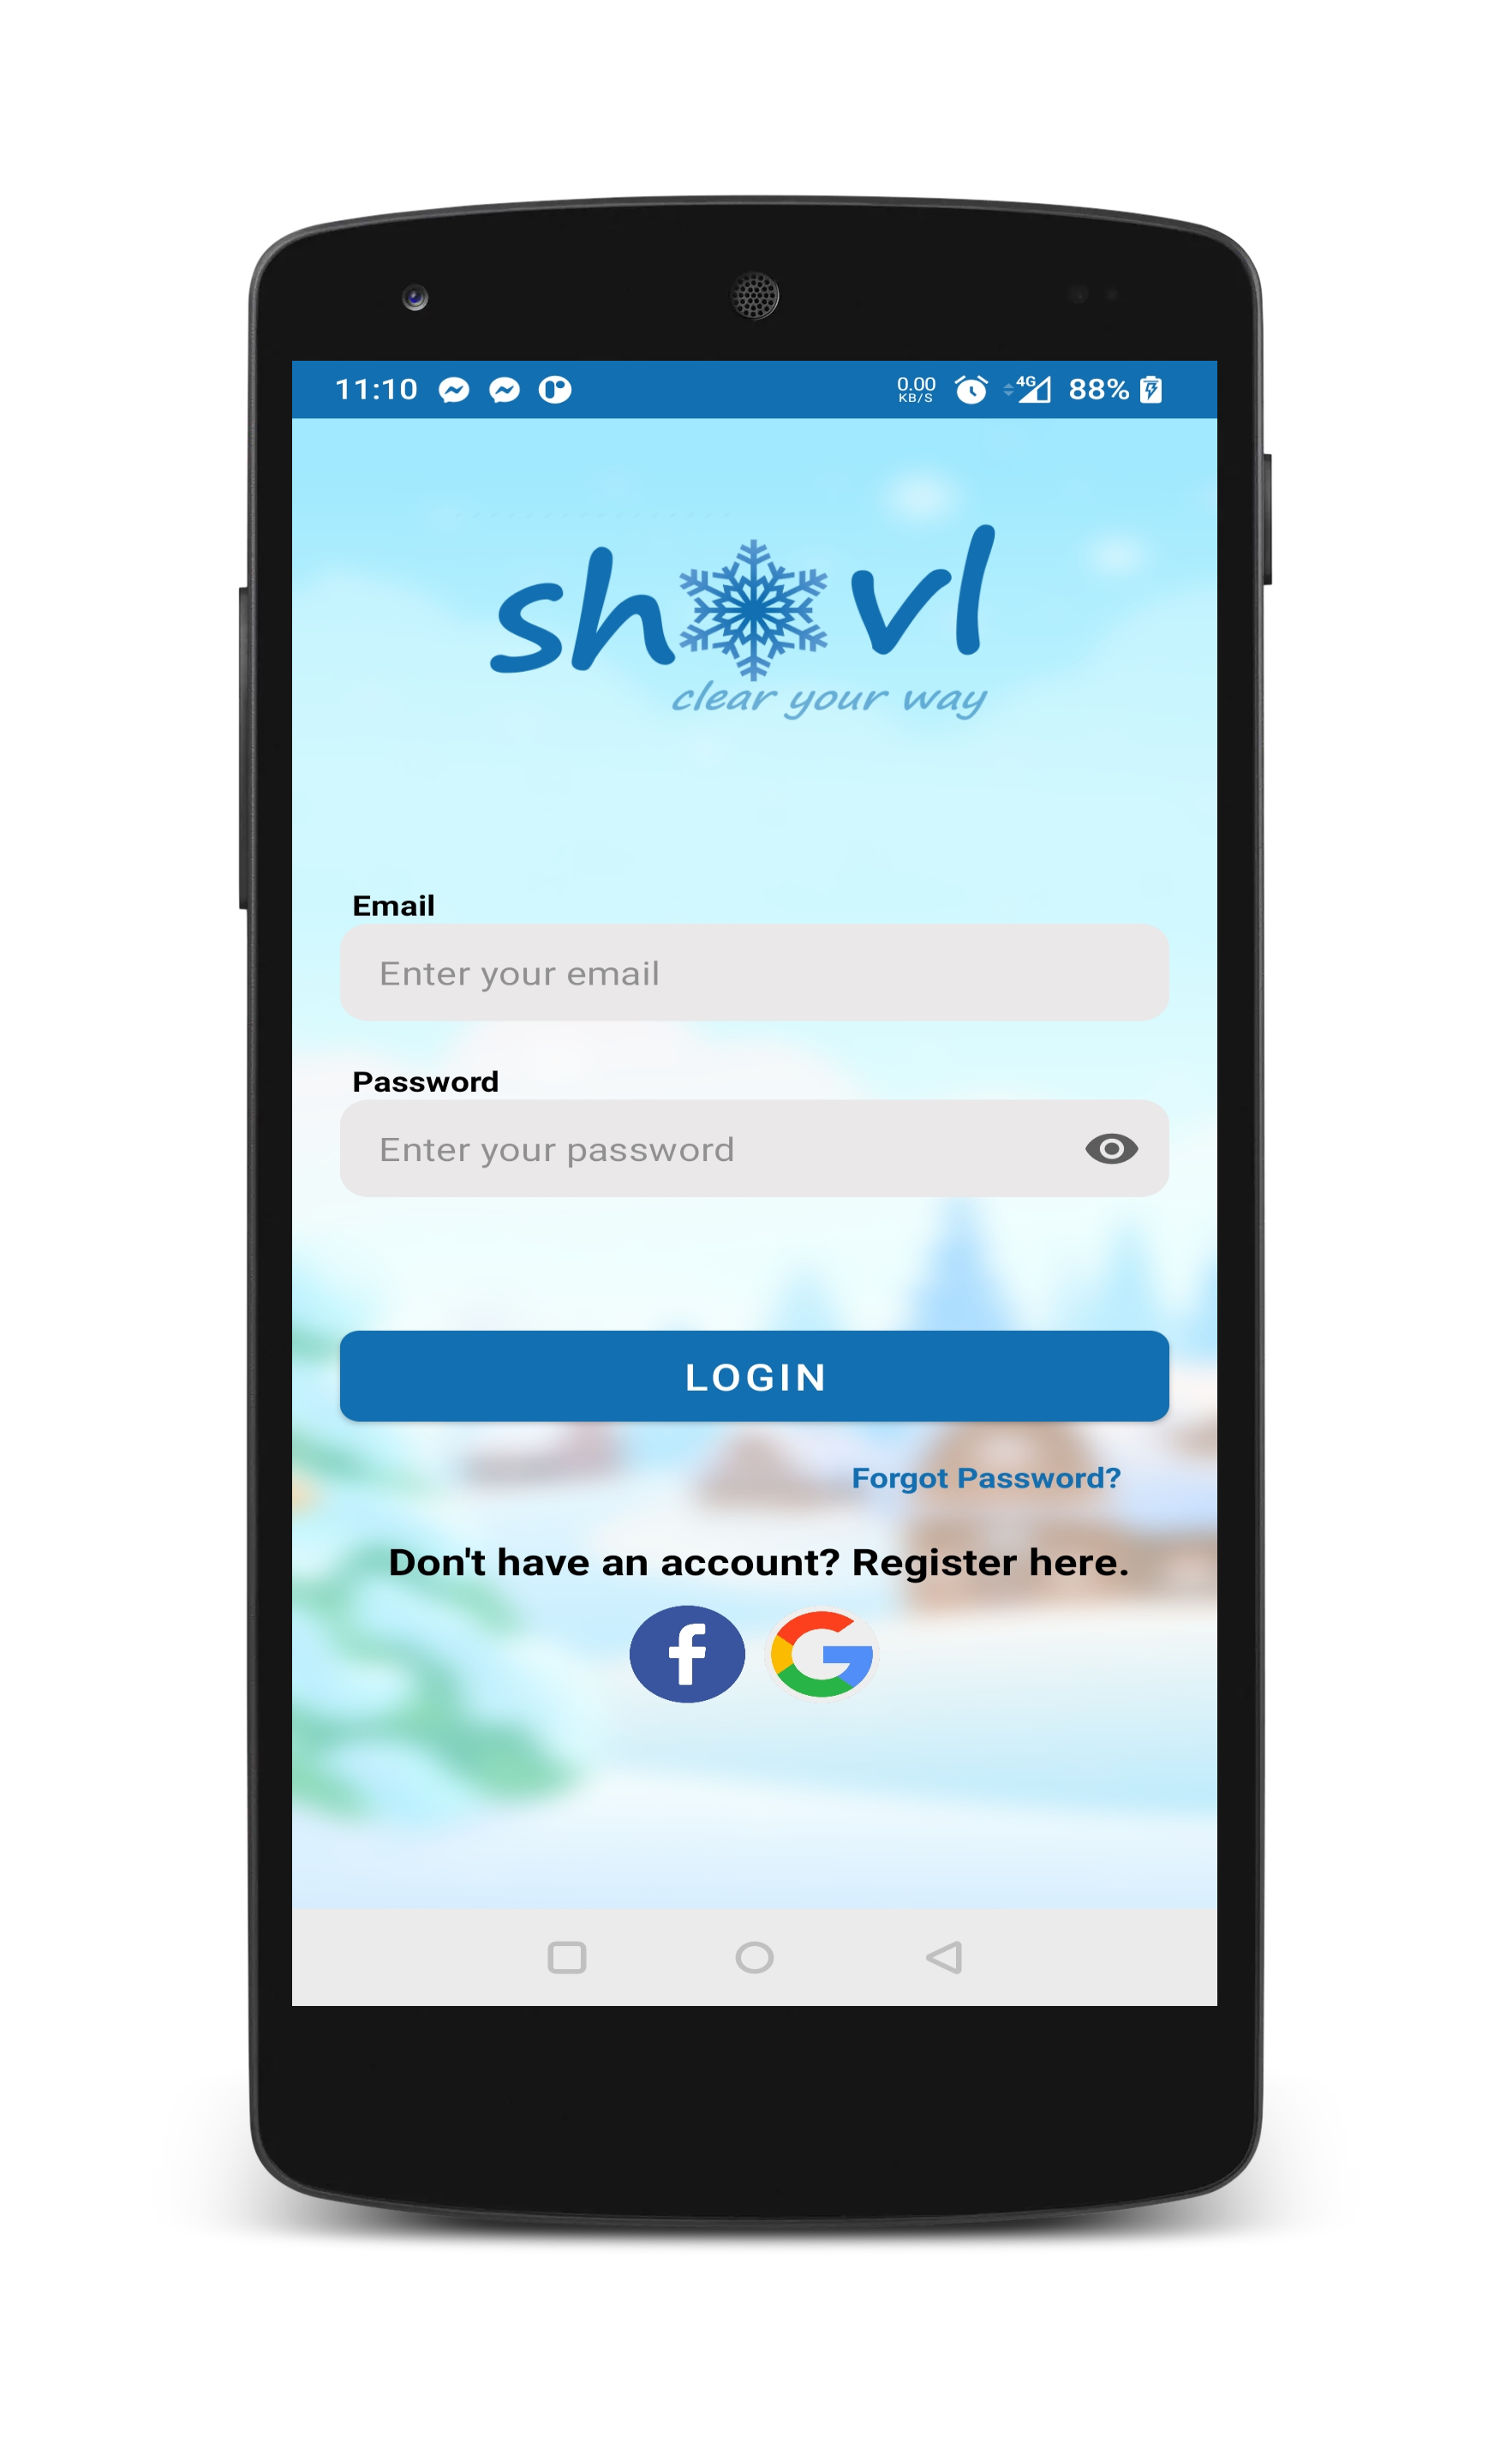 11:10 0.00 KB/S 4G 88%
sh vl
clear your way
Email
Enter your email
Password
Enter your password
LOGIN
Forgot Password?
Don't have an account? Register here.
f G